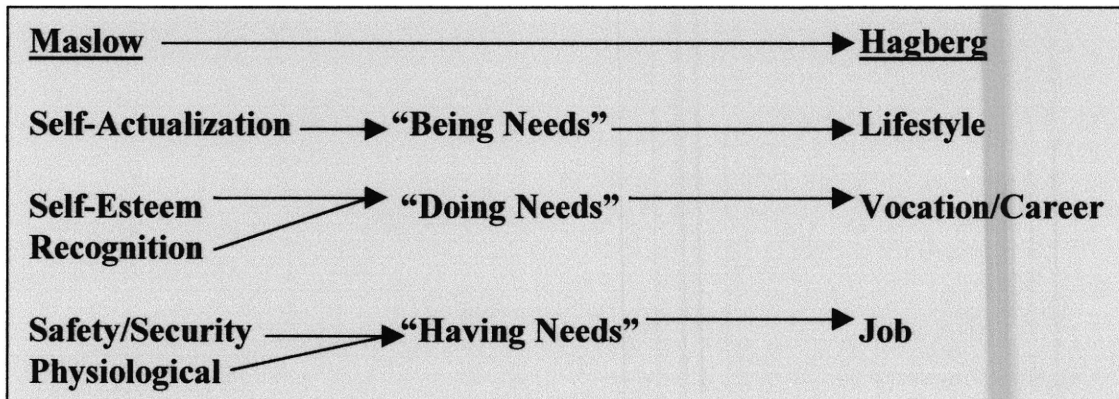 Maslow Hagberg
Self-Actualization “Being Needs” Lifestyle
Self-Esteem “Doing Needs” Vocation/Career
Recognition
Safety/Security “Having Needs” Job
Physiological